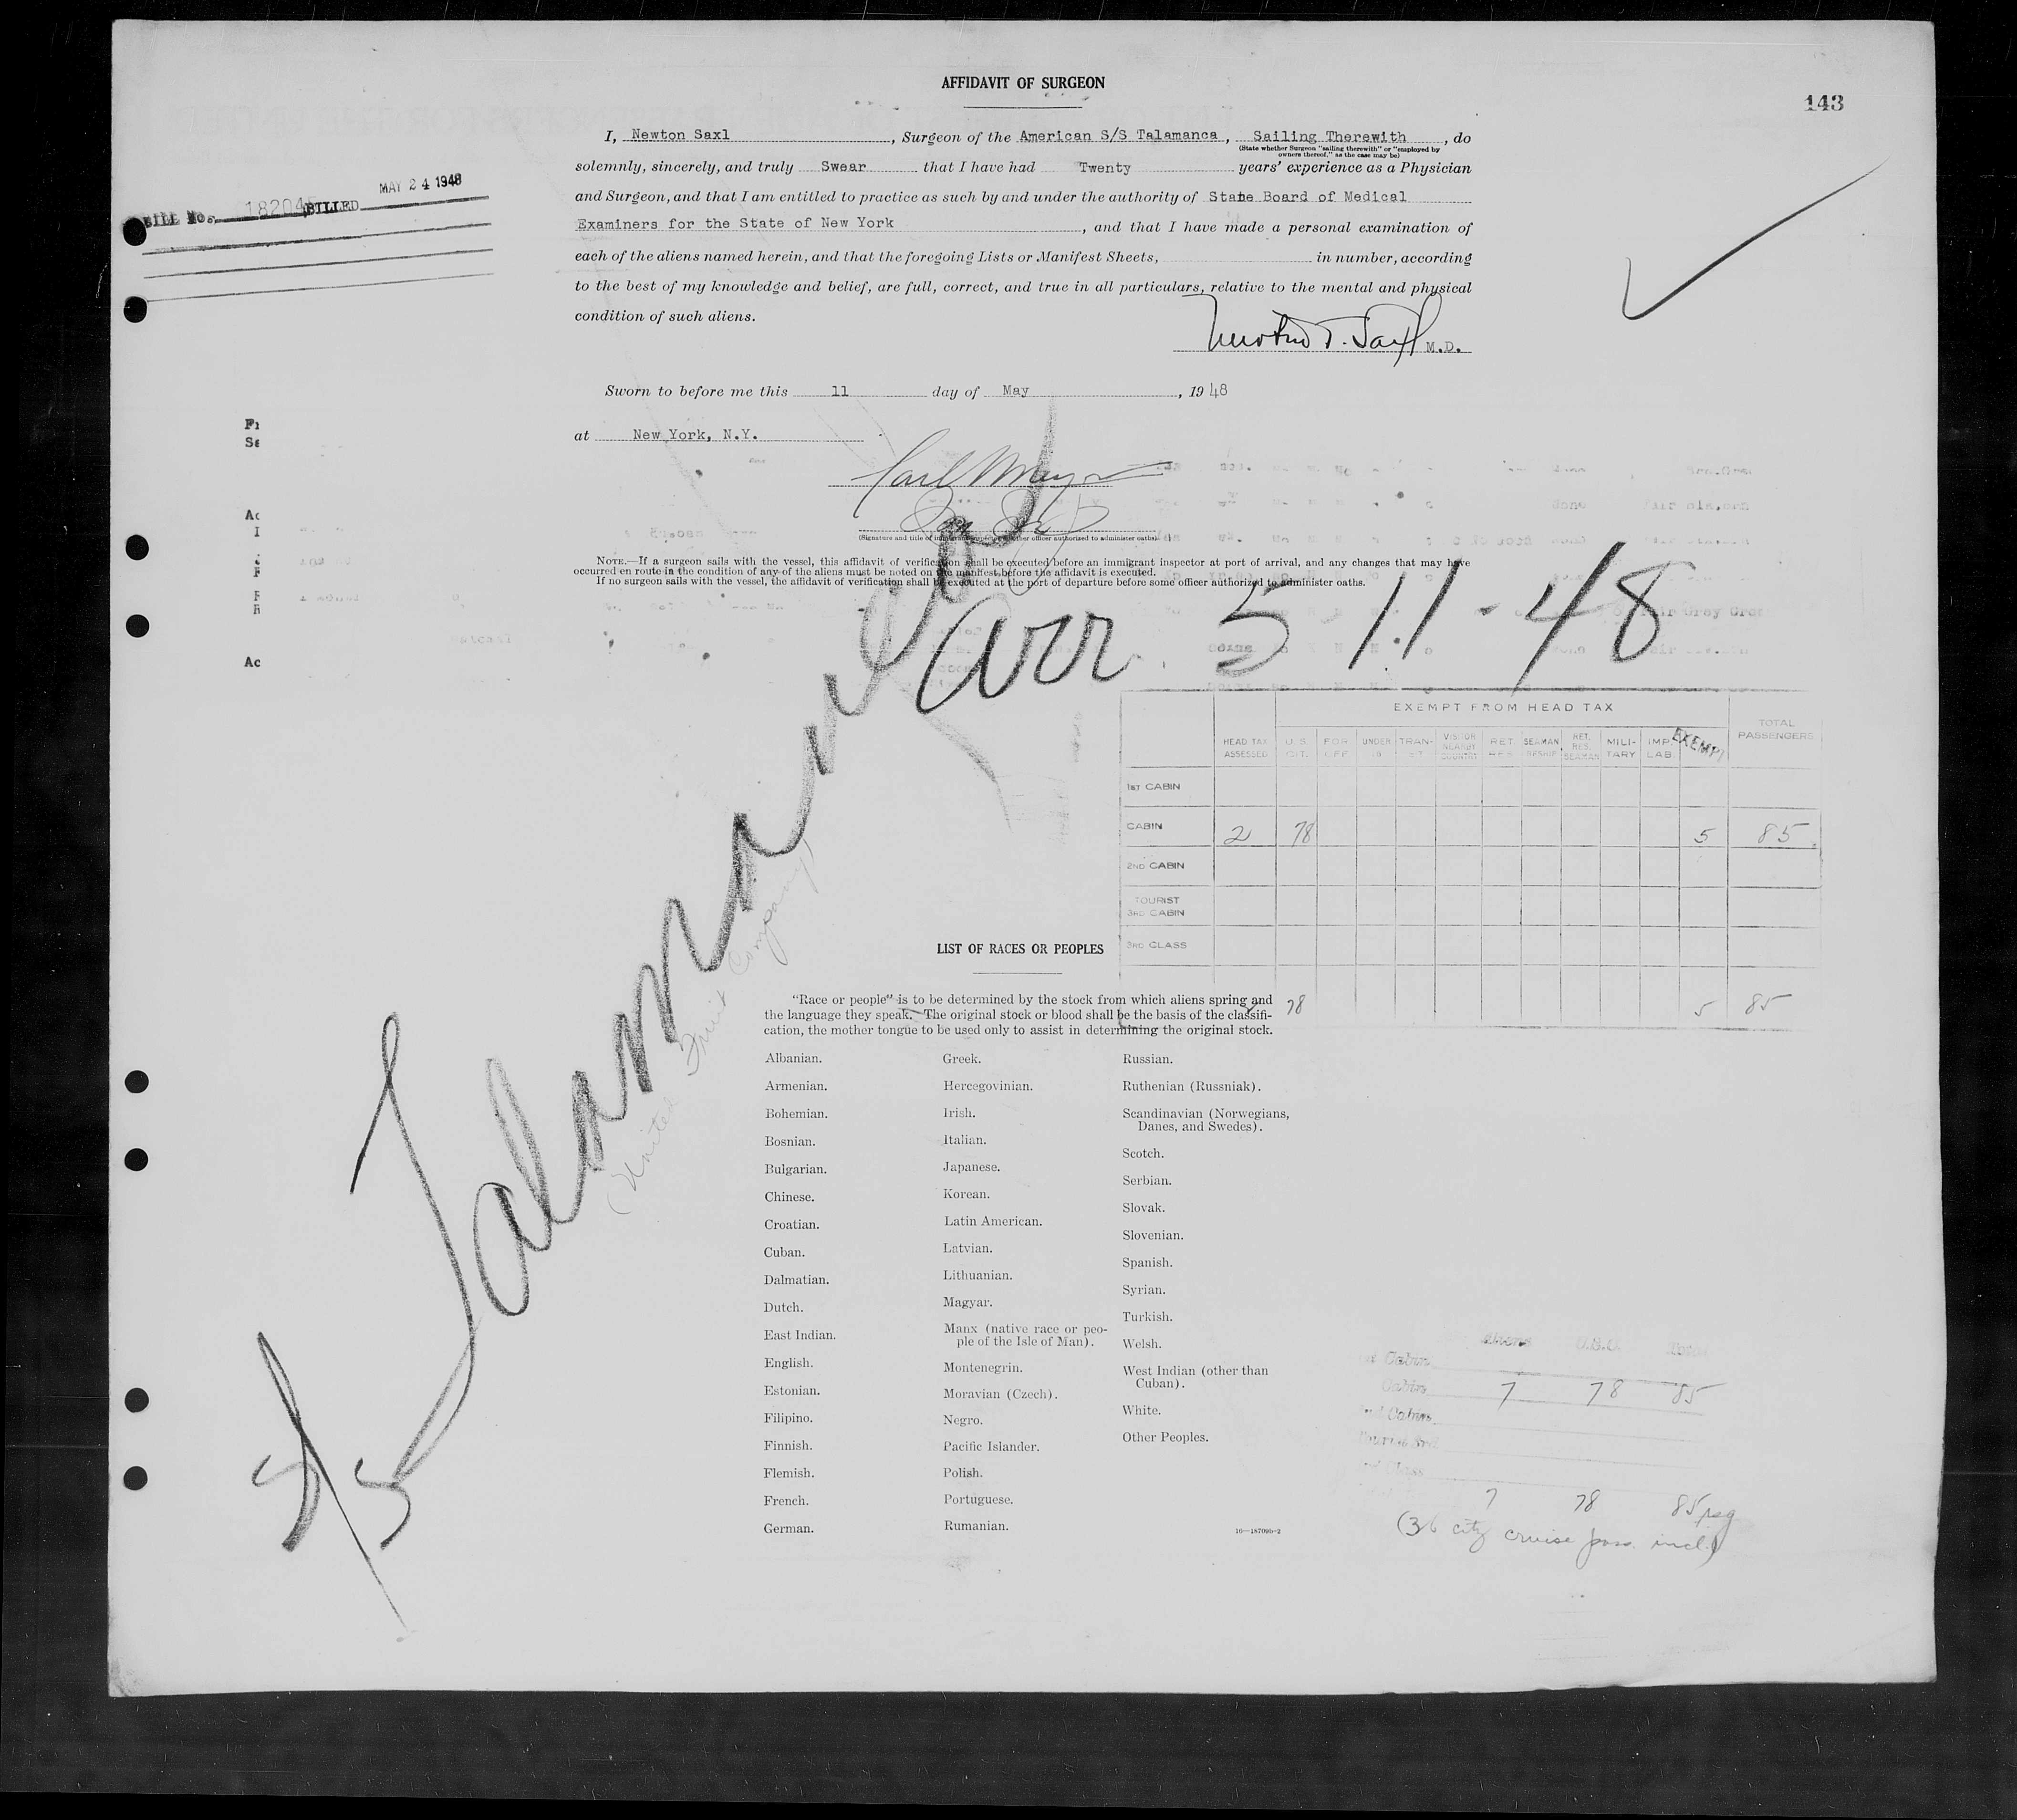 AFFIDAVIT OF SURGEON
143
I, Newton Saxl, Surgeon of the American S/S Talamanca, Sailing Therewith, do
(State whether Surgeon "sailing therewith" or "employed by
owners thereof," as the case may be)
solemnly, sincerely, and truly Swear that I have had Twenty years' experience as a Physician
and Surgeon, and that I am entitled to practice as such by and under the authority of State Board of Medical
Examiners for the State of New York, and that I have made a personal examination of
each of the aliens named herein, and that the foregoing Lists or Manifest Sheets, in number, according
to the best of my knowledge and belief, are full, correct, and true in all particulars, relative to the mental and physical
condition of such aliens.
M.D.
MAY 24 1948
BILL No. BILLED
Sworn to before me this 11 day of May, 1948
at New York, N.Y.
(Signature and title of immigrant inspector or other officer authorized to administer oaths)
NOTE.—If a surgeon sails with the vessel, this affidavit of verification shall be executed before an immigrant inspector at port of arrival, and any changes that may have
occurred en route in the condition of any of the aliens must be noted on the manifest before the affidavit is executed.
If no surgeon sails with the vessel, the affidavit of verification shall be executed at the port of departure before some officer authorized to administer oaths.
Arr. 5 11-48
S/S Talamanca
(United Fruit Company)
EXEMPT FROM HEAD TAX
HEAD TAX ASSESSED U.S. CIT. UNDER 16 TRAN- VISITOR NEARBY COUNTRY RET. SEAMAN RET. RES. SEAMAN MILI-TARY IMP. LAB. EXEMPT TOTAL PASSENGERS
1ST CABIN
CABIN 2 78 5 85
2ND CABIN
TOURIST
3RD CABIN
3RD CLASS
78 5 85
LIST OF RACES OR PEOPLES
"Race or people" is to be determined by the stock from which aliens spring and
the language they speak. The original stock or blood shall be the basis of the classifi-
cation, the mother tongue to be used only to assist in determining the original stock.
Albanian.
Armenian.
Bohemian.
Bosnian.
Bulgarian.
Chinese.
Croatian.
Cuban.
Dalmatian.
Dutch.
East Indian.
English.
Estonian.
Filipino.
Finnish.
Flemish.
French.
German.
Greek.
Hercegovinian.
Irish.
Italian.
Japanese.
Korean.
Latin American.
Latvian.
Lithuanian.
Magyar.
Manx (native race or peo-
ple of the Isle of Man).
Montenegrin.
Moravian (Czech).
Negro.
Pacific Islander.
Polish.
Portuguese.
Rumanian.
Russian.
Ruthenian (Russniak).
Scandinavian (Norwegians,
Danes, and Swedes).
Scotch.
Serbian.
Slovak.
Slovenian.
Spanish.
Syrian.
Turkish.
Welsh.
West Indian (other than
Cuban).
White.
Other Peoples.
Aliens U.S.C. Total
Cabin
Cabin 7 78 85
Cabin
Class
7 78 85
(36 city cruise pass. incl.)